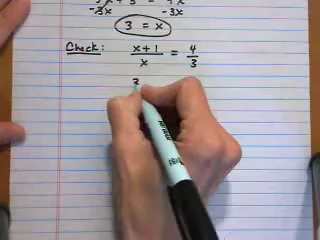 -3x -3x
3 = x
Check: x+1/x = 4/3
3